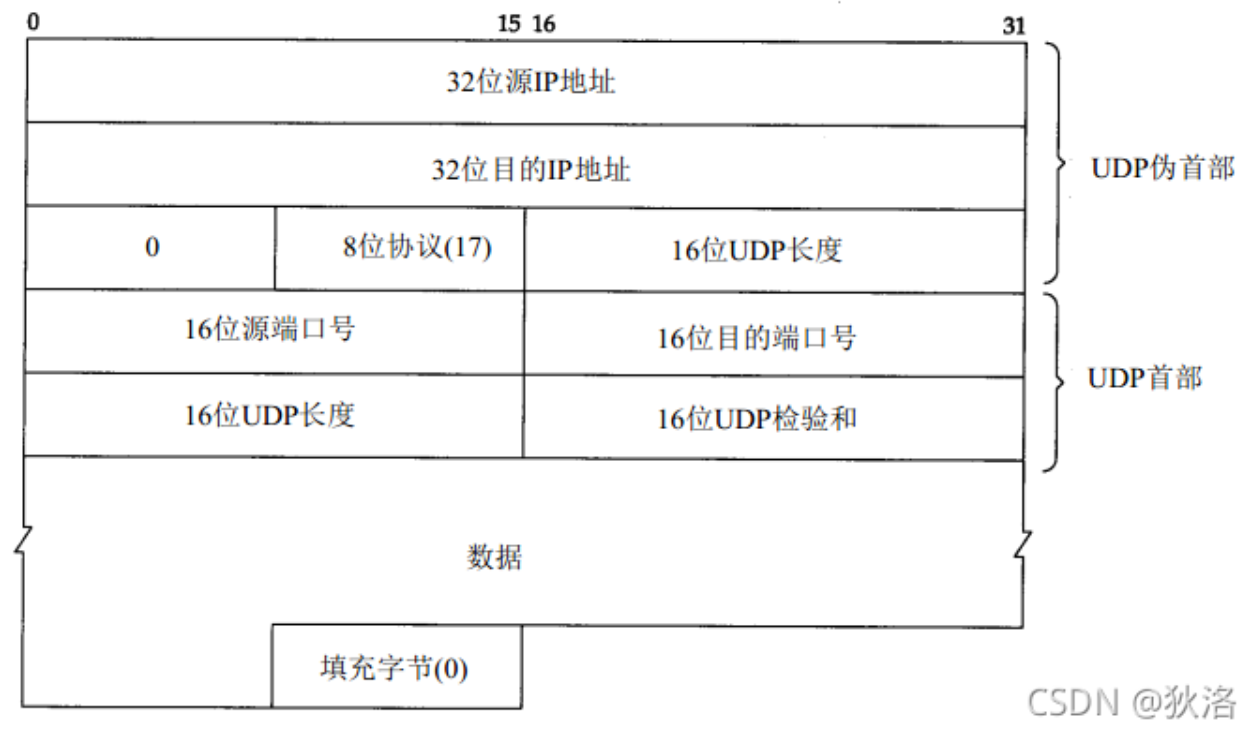 0 15 16 31
32位源IP地址
32位目的IP地址
UDP伪首部
0 8位协议(17) 16位UDP长度
16位源端口号 16位目的端口号
UDP首部
16位UDP长度 16位UDP检验和
数据
填充字节(0)
CSDN @狄洛